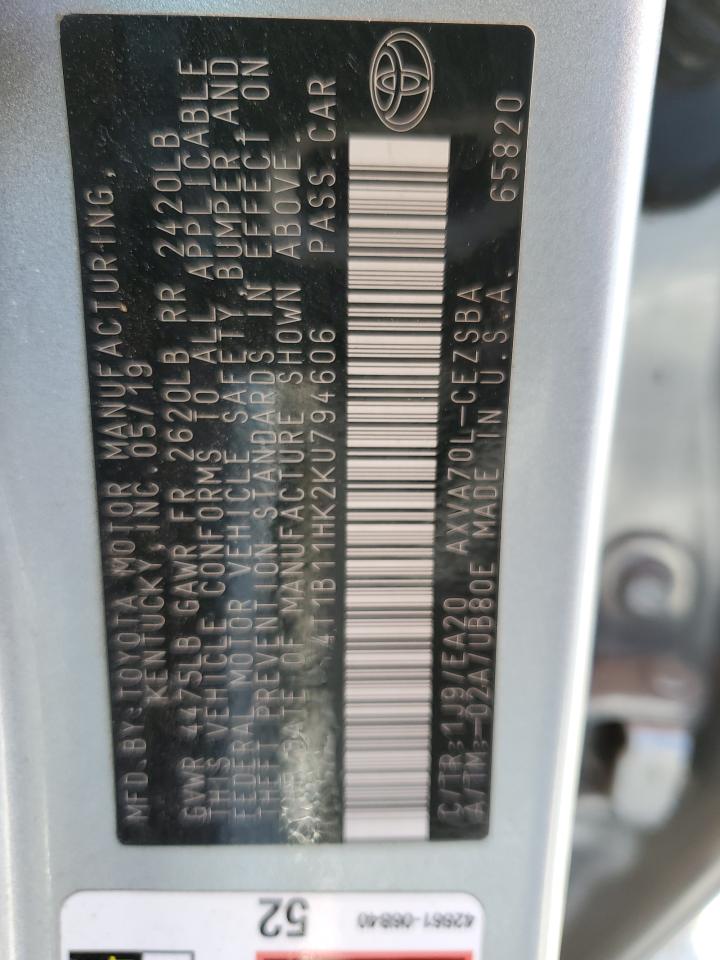 MFD.BY:TOYOTA MOTOR MANUFACTURING,
KENTUCKY,INC.05/19
GVWR 4475LB GAWR FR 2620LB RR 2420LB
THIS VEHICLE CONFORMS TO ALL APPLICABLE
FEDERAL MOTOR VEHICLE SAFETY,BUMPER,AND
THEFT PREVENTION STANDARDS IN EFFECT ON
THE DATE OF MANUFACTURE SHOWN ABOVE.
4T1B11HK2KU794606 PASS.CAR
C/TR:1J9/EA20 AXVA70L-CEZSBA
A/TM:-02A/UB80E MADE IN U.S.A. 65820
52 42661-06840